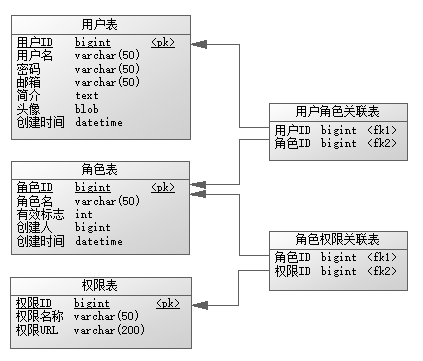 用户表
用户ID bigint <pk>
用户名 varchar(50)
密码 varchar(50)
邮箱 varchar(50)
简介 text
头像 blob
创建时间 datetime
用户角色关联表
用户ID bigint <fk1>
角色ID bigint <fk2>
角色表
角色ID bigint <pk>
角色名 varchar(50)
有效标志 int
创建人 bigint
创建时间 datetime
角色权限关联表
角色ID bigint <fk1>
权限ID bigint <fk2>
权限表
权限ID bigint <pk>
权限名称 varchar(50)
权限URL varchar(200)